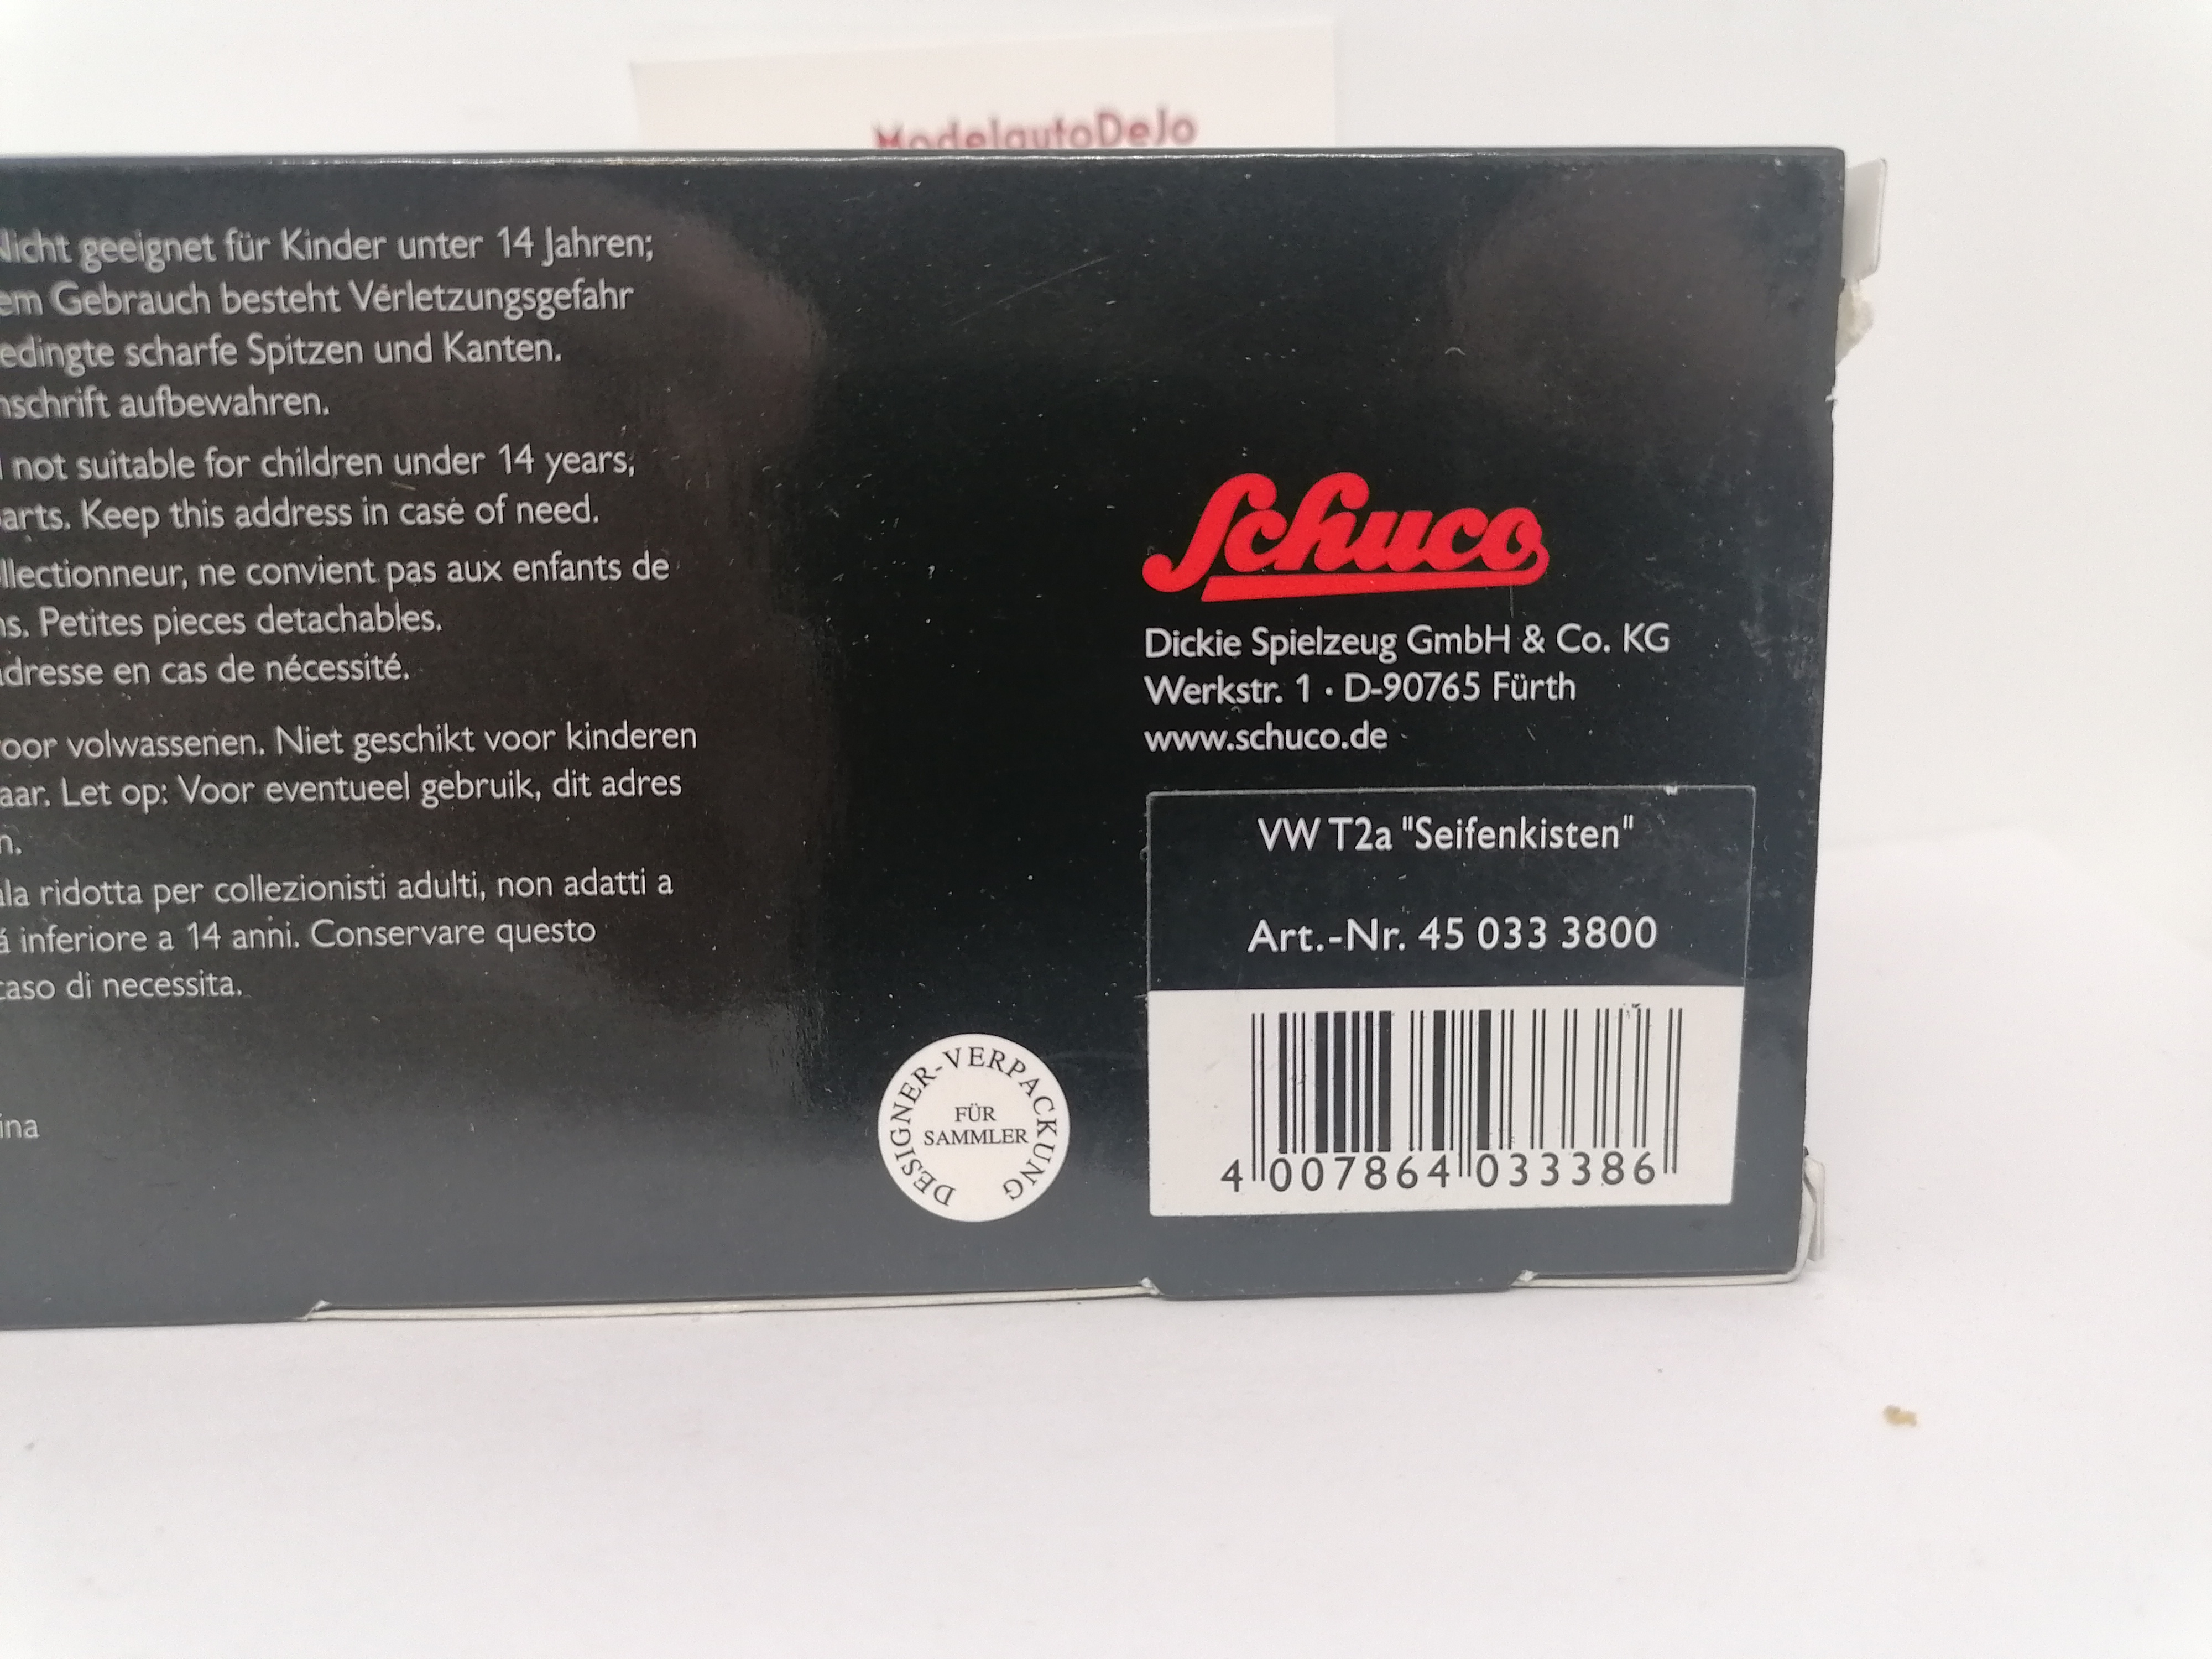 ModelautoDeJo
Nicht geeignet für Kinder unter 14 Jahren;
em Gebrauch besteht Verletzungsgefahr
edingte scharfe Spitzen und Kanten.
nschrift aufbewahren.
not suitable for children under 14 years,
arts. Keep this address in case of need.
llectionneur, ne convient pas aux enfants de
ns. Petites pieces detachables.
adresse en cas de nécessité.
oor volwassenen. Niet geschikt voor kinderen
aar. Let op: Voor eventueel gebruik, dit adres
n.
ala ridotta per collezionisti adulti, non adatti a
á inferiore a 14 anni. Conservare questo
caso di necessita.
ina
DESIGNER-VERPACKUNG
FÜR
SAMMLER
Schuco
Dickie Spielzeug GmbH & Co. KG
Werkstr. 1 · D-90765 Fürth
www.schuco.de
VW T2a "Seifenkisten"
Art.-Nr. 45 033 3800
4 007864 033386